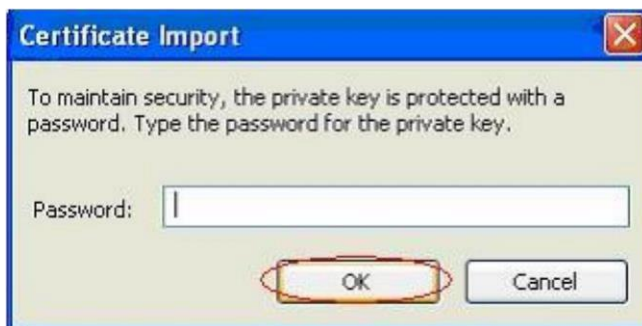 Certificate Import
To maintain security, the private key is protected with a
password. Type the password for the private key.
Password:
OK
Cancel